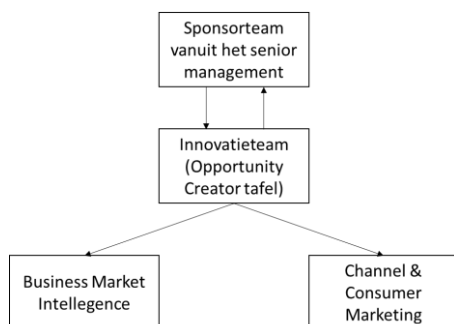 Sponsorteam
vanuit het senior
management
Innovatieteam
(Opportunity
Creator tafel)
Business Market
Intellegence
Channel &
Consumer
Marketing